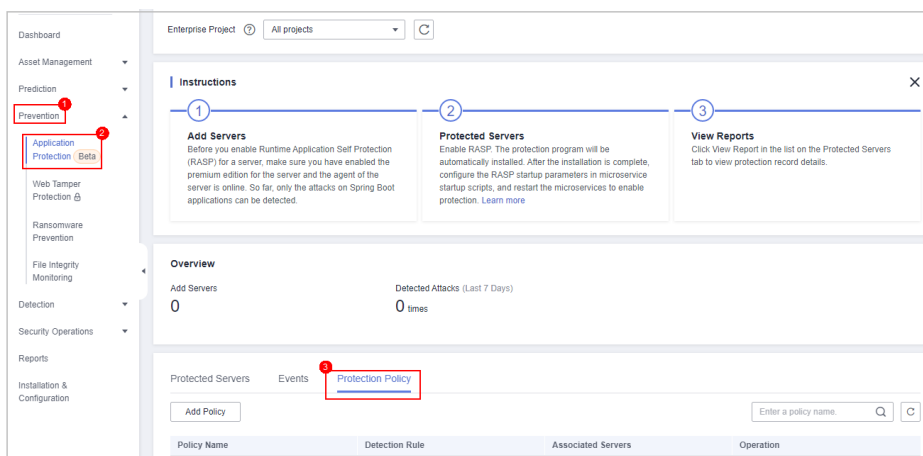 Dashboard
Asset Management
Prediction
1
Prevention
2
Application
Protection Beta
Web Tamper
Protection
Ransomware
Prevention
File Integrity
Monitoring
Detection
Security Operations
Reports
Installation &
Configuration
Enterprise Project ? All projects
Instructions
1
Add Servers
Before you enable Runtime Application Self Protection
(RASP) for a server, make sure you have enabled the
premium edition for the server and the agent of the
server is online. So far, only the attacks on Spring Boot
applications can be detected.
2
Protected Servers
Enable RASP. The protection program will be
automatically installed. After the installation is complete,
configure the RASP startup parameters in microservice
startup scripts, and restart the microservices to enable
protection. Learn more
3
View Reports
Click View Report in the list on the Protected Servers
tab to view protection record details.
Overview
Add Servers
0
Detected Attacks (Last 7 Days)
0 times
3
Protected Servers Events Protection Policy
Add Policy Enter a policy name.
Policy Name Detection Rule Associated Servers Operation